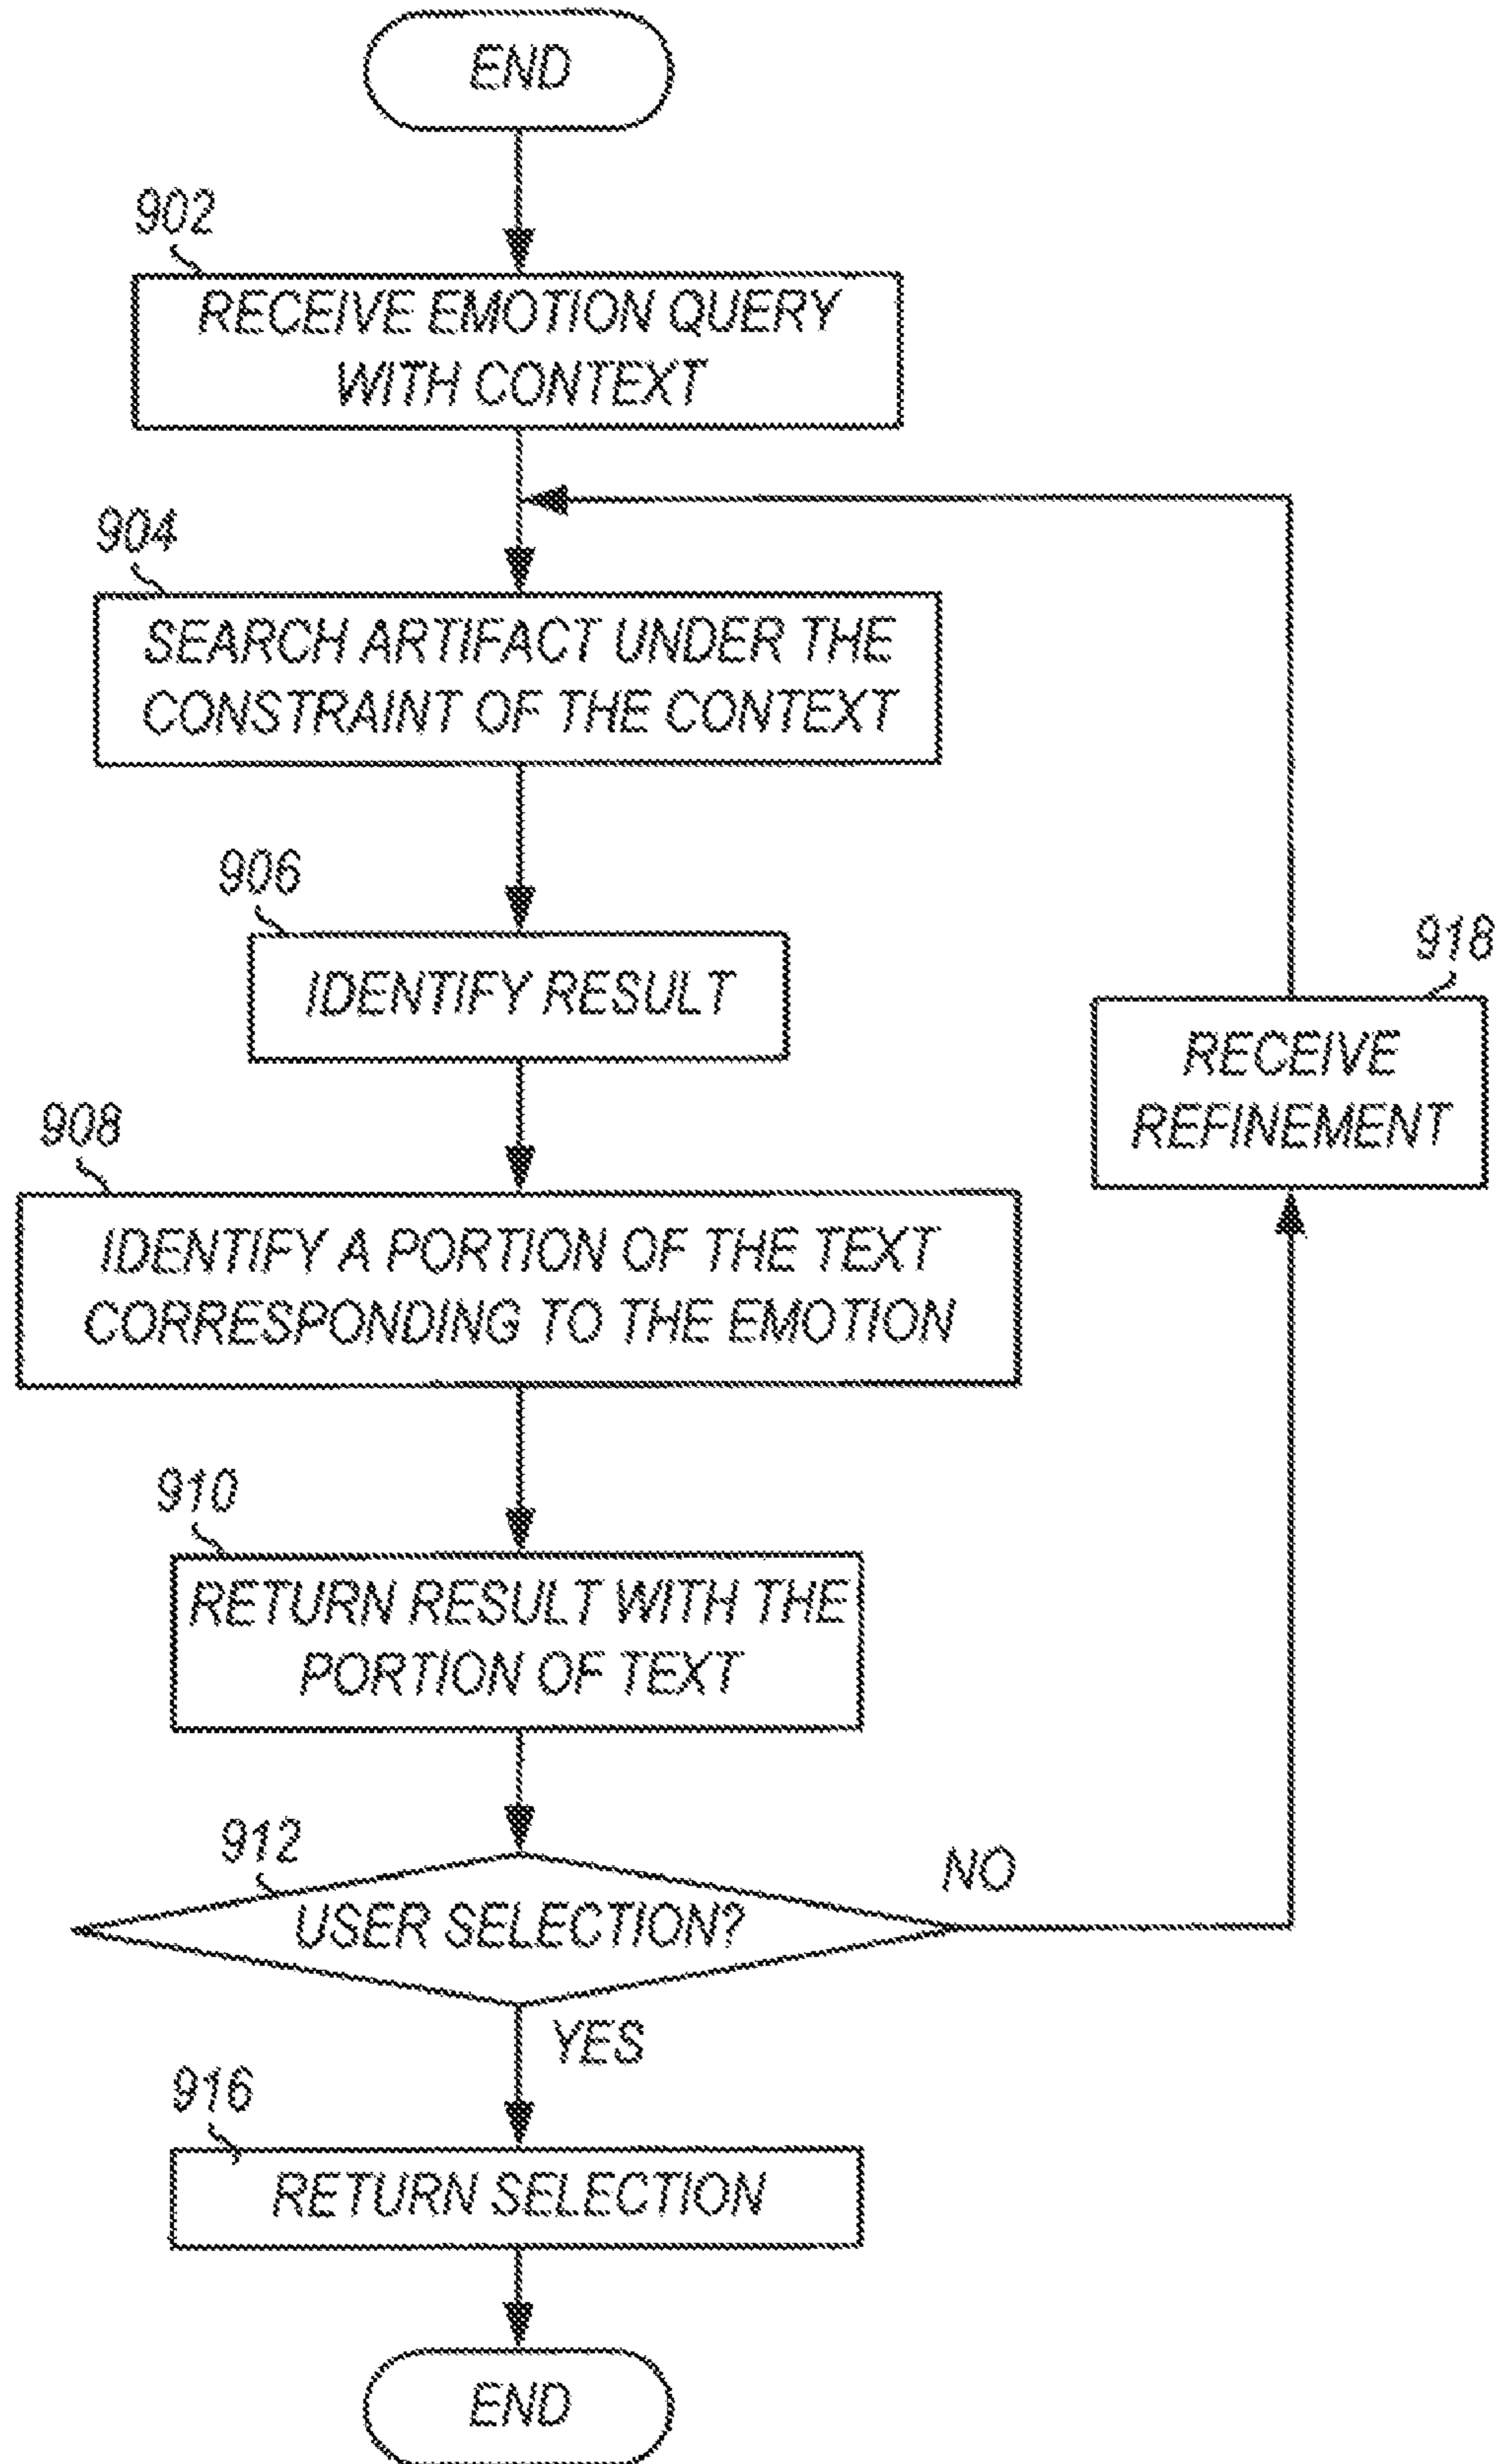 END
902
RECEIVE EMOTION QUERY
WITH CONTEXT
904
SEARCH ARTIFACT UNDER THE
CONSTRAINT OF THE CONTEXT
906
IDENTIFY RESULT
918
RECEIVE
REFINEMENT
908
IDENTIFY A PORTION OF THE TEXT
CORRESPONDING TO THE EMOTION
910
RETURN RESULT WITH THE
PORTION OF TEXT
912
USER SELECTION?
NO
YES
916
RETURN SELECTION
END